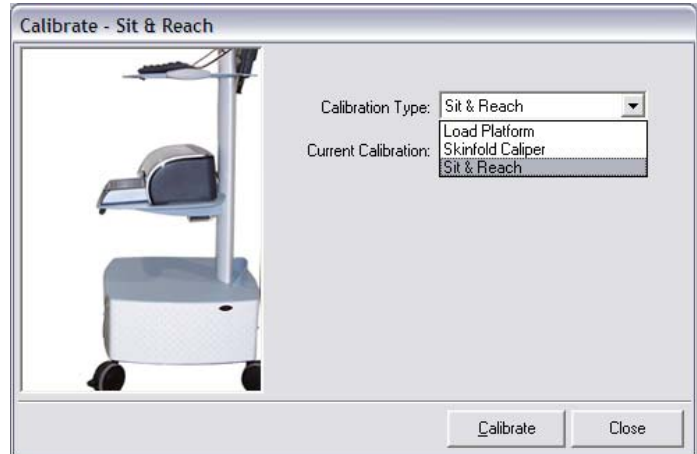 Calibrate - Sit & Reach
Calibration Type: Sit & Reach
Load Platform
Current Calibration: Skinfold Caliper
Sit & Reach
Calibrate Close